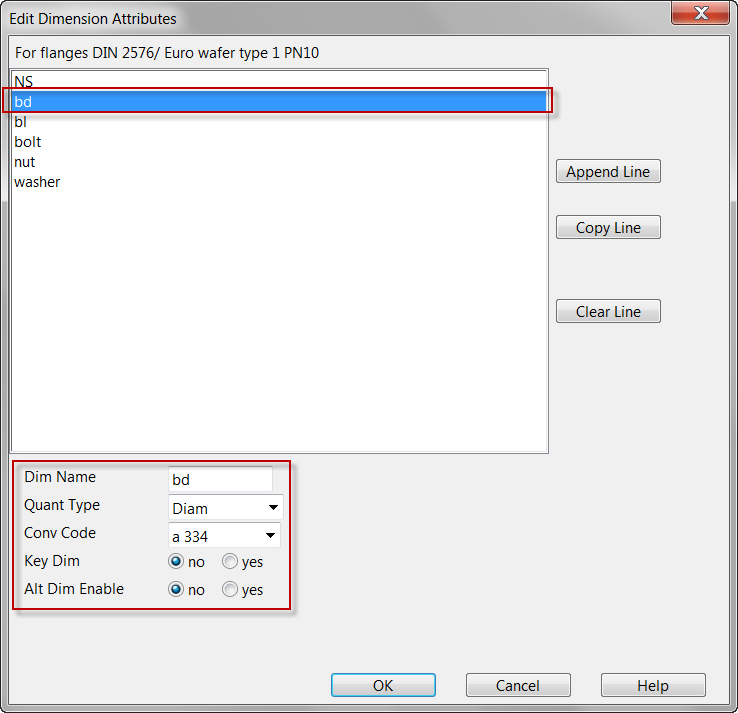 Edit Dimension Attributes
For flanges DIN 2576/ Euro wafer type 1 PN10
NS
bd
bl
bolt
nut
washer
Append Line
Copy Line
Clear Line
Dim Name bd
Quant Type Diam
Conv Code a 334
Key Dim no yes
Alt Dim Enable no yes
OK Cancel Help